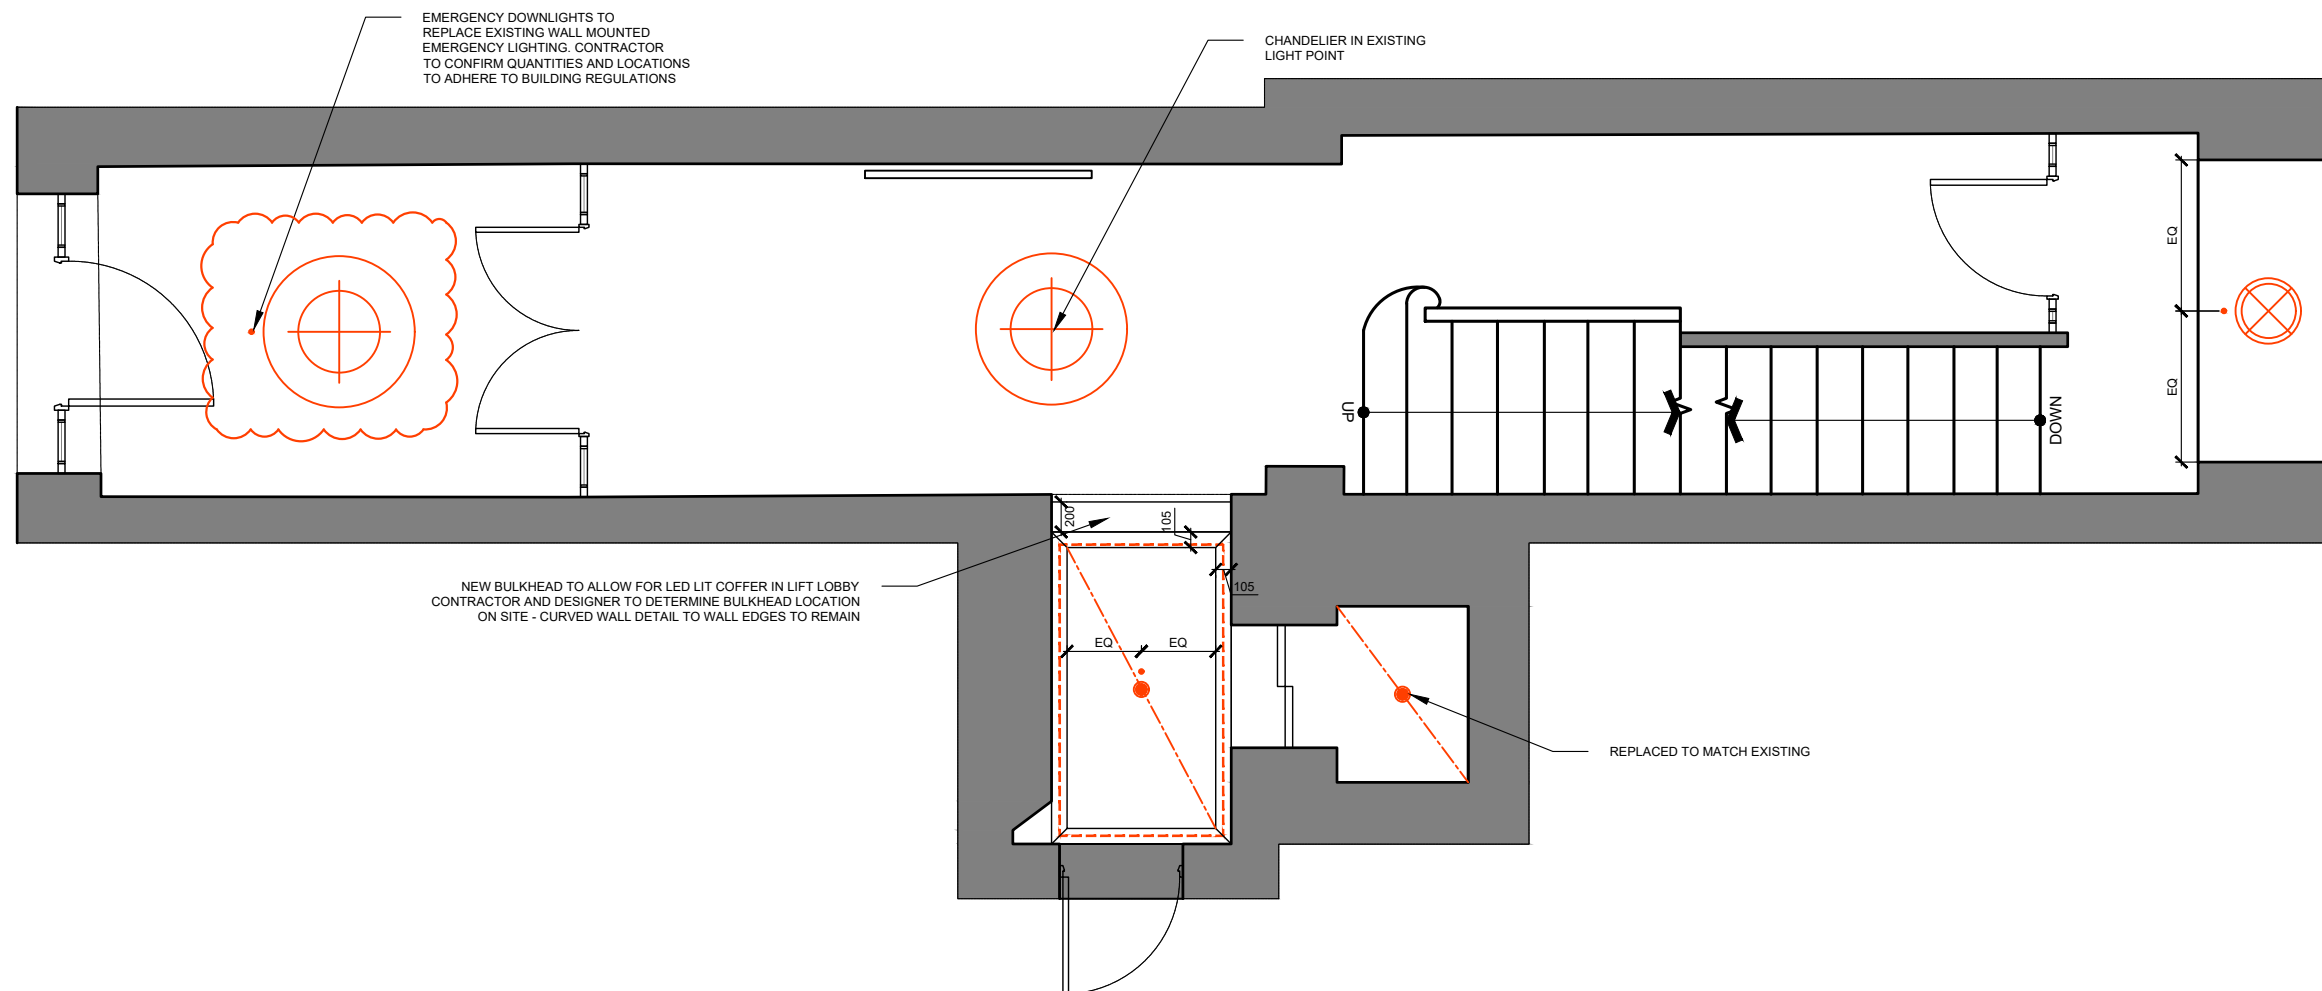 EMERGENCY DOWNLIGHTS TO
REPLACE EXISTING WALL MOUNTED
EMERGENCY LIGHTING. CONTRACTOR
TO CONFIRM QUANTITIES AND LOCATIONS
TO ADHERE TO BUILDING REGULATIONS
CHANDELIER IN EXISTING
LIGHT POINT
EQ
EQ
UP
DOWN
200
105
105
NEW BULKHEAD TO ALLOW FOR LED LIT COFFER IN LIFT LOBBY
CONTRACTOR AND DESIGNER TO DETERMINE BULKHEAD LOCATION
ON SITE - CURVED WALL DETAIL TO WALL EDGES TO REMAIN
EQ
EQ
REPLACED TO MATCH EXISTING